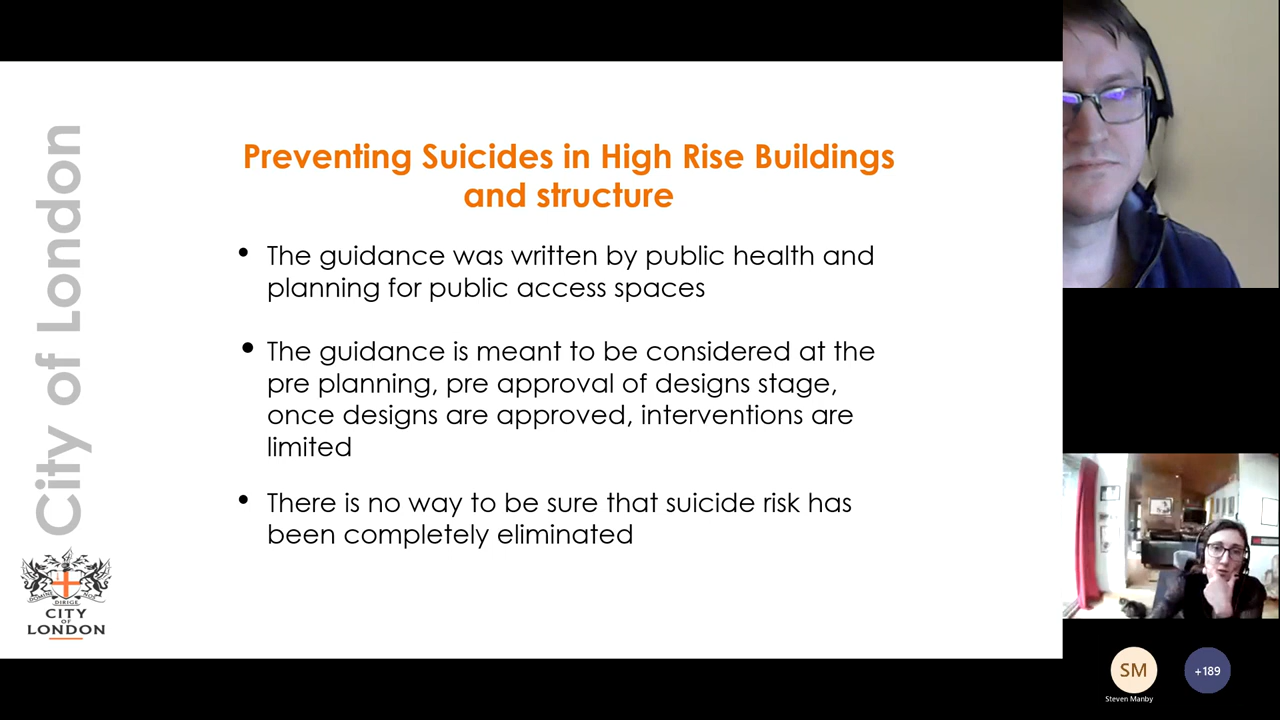 City of London
Preventing Suicides in High Rise Buildings
and structure
• The guidance was written by public health and
planning for public access spaces
• The guidance is meant to be considered at the
pre planning, pre approval of designs stage,
once designs are approved, interventions are
limited
• There is no way to be sure that suicide risk has
been completely eliminated
DIRIGE
CITY
OF
LONDON
SM
+189
Steven Manby